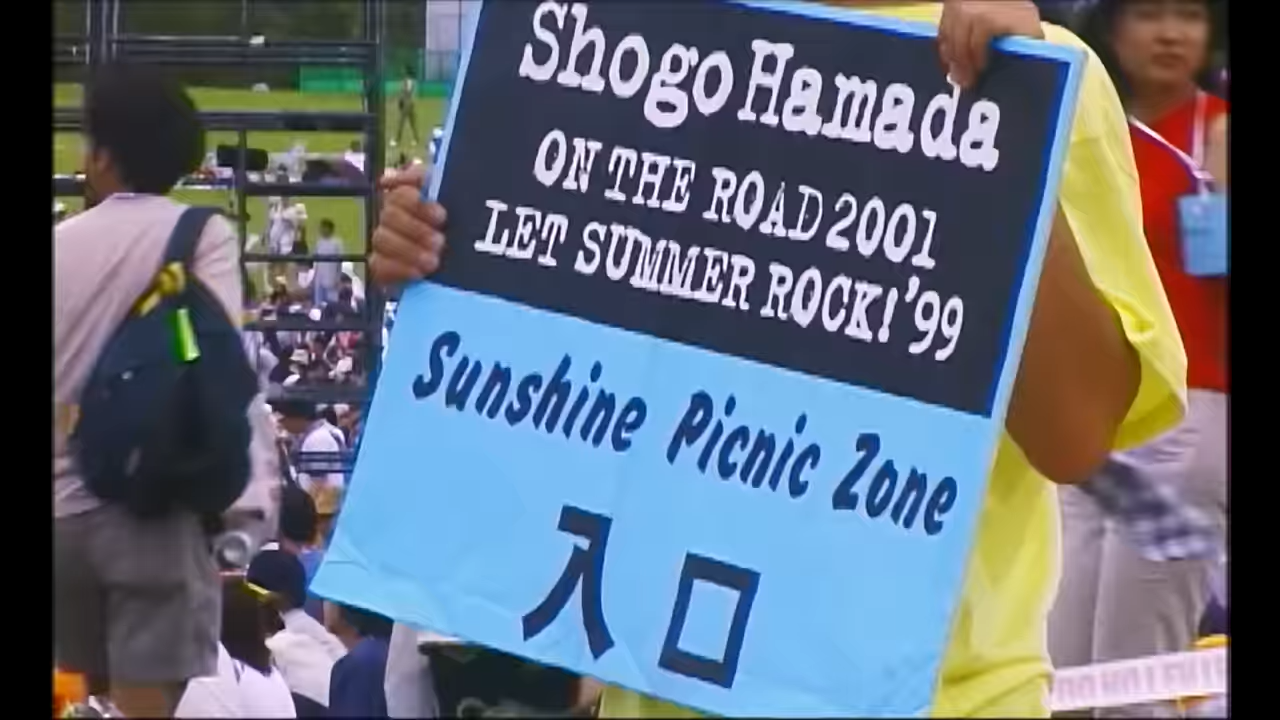 Shogo Hamada
ON THE ROAD 2001
LET SUMMER ROCK!'99
Sunshine Picnic Zone
入口